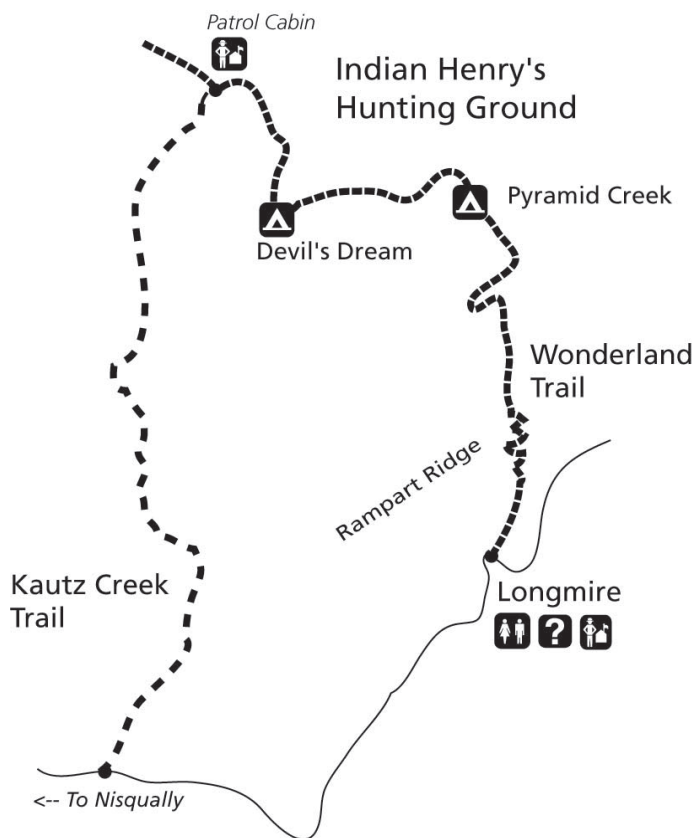 Patrol Cabin
Indian Henry's
Hunting Ground
Pyramid Creek
Devil's Dream
Wonderland
Trail
Rampart Ridge
Kautz Creek
Trail
Longmire
?
<-- To Nisqually